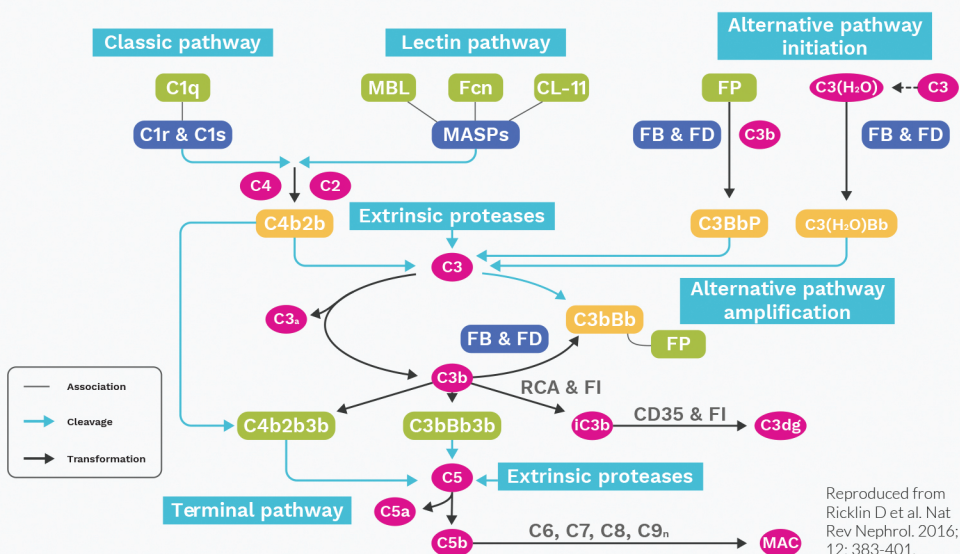 Classic pathway
Lectin pathway
Alternative pathway
initiation
C1q
MBL
Fcn
CL-11
FP
C3(H₂O)
C3
C1r & C1s
MASPs
FB & FD
C3b
FB & FD
C4
C2
C4b2b
Extrinsic proteases
C3BbP
C3(H₂O)Bb
C3
Alternative pathway
amplification
C3ₐ
C3bBb
FB & FD
FP
C3b
RCA & FI
Association
Cleavage
Transformation
C4b2b3b
C3bBb3b
iC3b
CD35 & FI
C3dg
C5
Extrinsic proteases
Terminal pathway
C5a
C5b
C6, C7, C8, C9ₙ
MAC
Reproduced from
Ricklin D et al. Nat
Rev Nephrol. 2016;
12: 383-401.